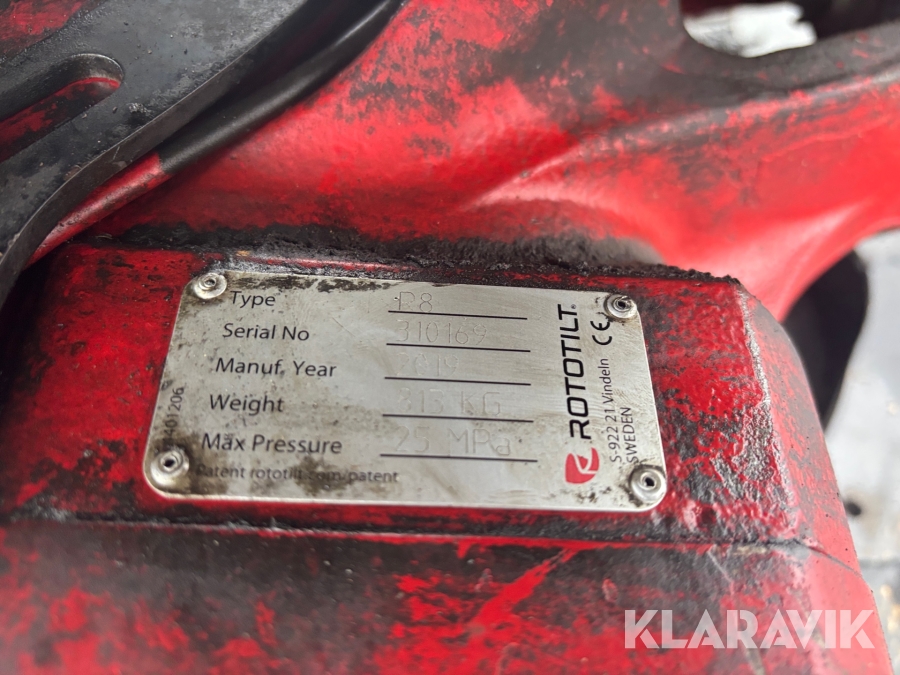 Type R8
Serial No 310169
Manuf. Year 2019
Weight 815 KG
Max Pressure 25 MPa
Patent rototilt.com/patent
ROTOTILT
CE
S-922 21 Vindeln
SWEDEN
KLARAVIK